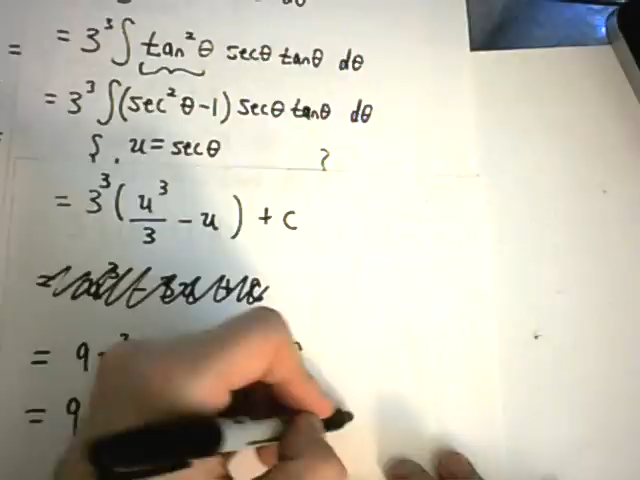 = = 3³ ∫ tan²θ secθ tanθ dθ
= 3³ ∫(sec²θ-1) secθ tanθ dθ
{ . u = secθ }
= 3³ (u³/3 - u) + c
= 9
= 9